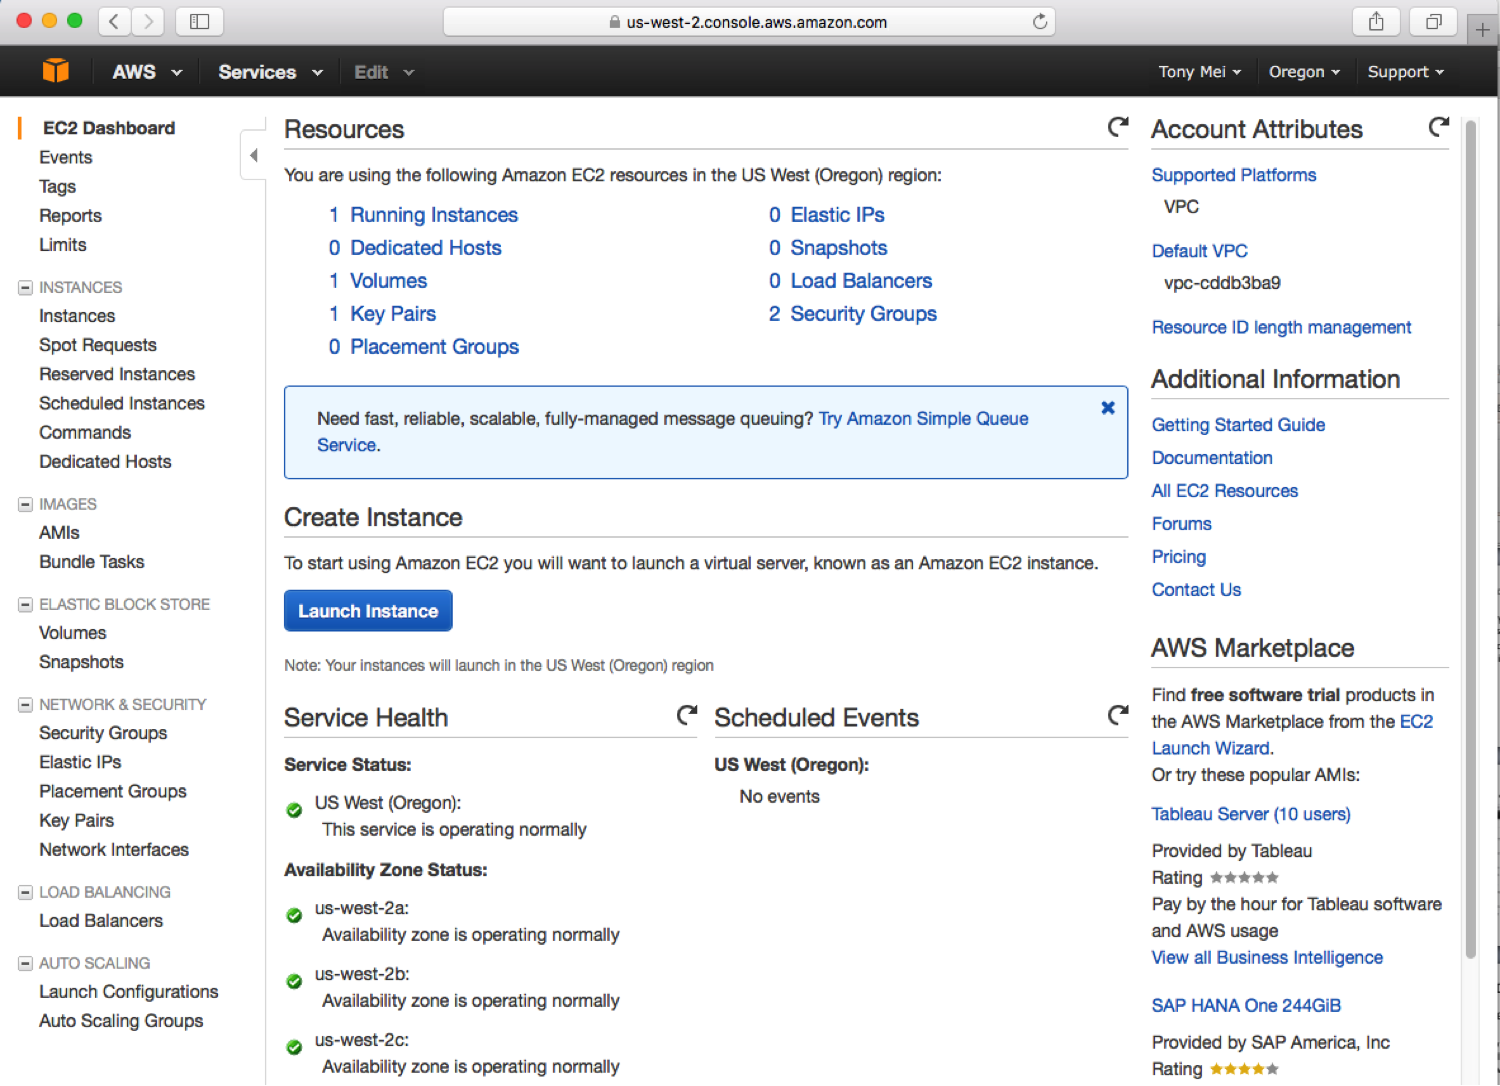 us-west-2.console.aws.amazon.com
AWS Services Edit Tony Mei Oregon Support
EC2 Dashboard
Events
Tags
Reports
Limits
INSTANCES
Instances
Spot Requests
Reserved Instances
Scheduled Instances
Commands
Dedicated Hosts
IMAGES
AMIs
Bundle Tasks
ELASTIC BLOCK STORE
Volumes
Snapshots
NETWORK & SECURITY
Security Groups
Elastic IPs
Placement Groups
Key Pairs
Network Interfaces
LOAD BALANCING
Load Balancers
AUTO SCALING
Launch Configurations
Auto Scaling Groups
Resources
You are using the following Amazon EC2 resources in the US West (Oregon) region:
1 Running Instances
0 Dedicated Hosts
1 Volumes
1 Key Pairs
0 Placement Groups
0 Elastic IPs
0 Snapshots
0 Load Balancers
2 Security Groups
Need fast, reliable, scalable, fully-managed message queuing? Try Amazon Simple Queue
Service.
Create Instance
To start using Amazon EC2 you will want to launch a virtual server, known as an Amazon EC2 instance.
Launch Instance
Note: Your instances will launch in the US West (Oregon) region
Service Health
Service Status:
US West (Oregon):
This service is operating normally
Availability Zone Status:
us-west-2a:
Availability zone is operating normally
us-west-2b:
Availability zone is operating normally
us-west-2c:
Availability zone is operating normally
Scheduled Events
US West (Oregon):
No events
Account Attributes
Supported Platforms
VPC
Default VPC
vpc-cddb3ba9
Resource ID length management
Additional Information
Getting Started Guide
Documentation
All EC2 Resources
Forums
Pricing
Contact Us
AWS Marketplace
Find free software trial products in
the AWS Marketplace from the EC2
Launch Wizard.
Or try these popular AMIs:
Tableau Server (10 users)
Provided by Tableau
Rating
Pay by the hour for Tableau software
and AWS usage
View all Business Intelligence
SAP HANA One 244GiB
Provided by SAP America, Inc
Rating